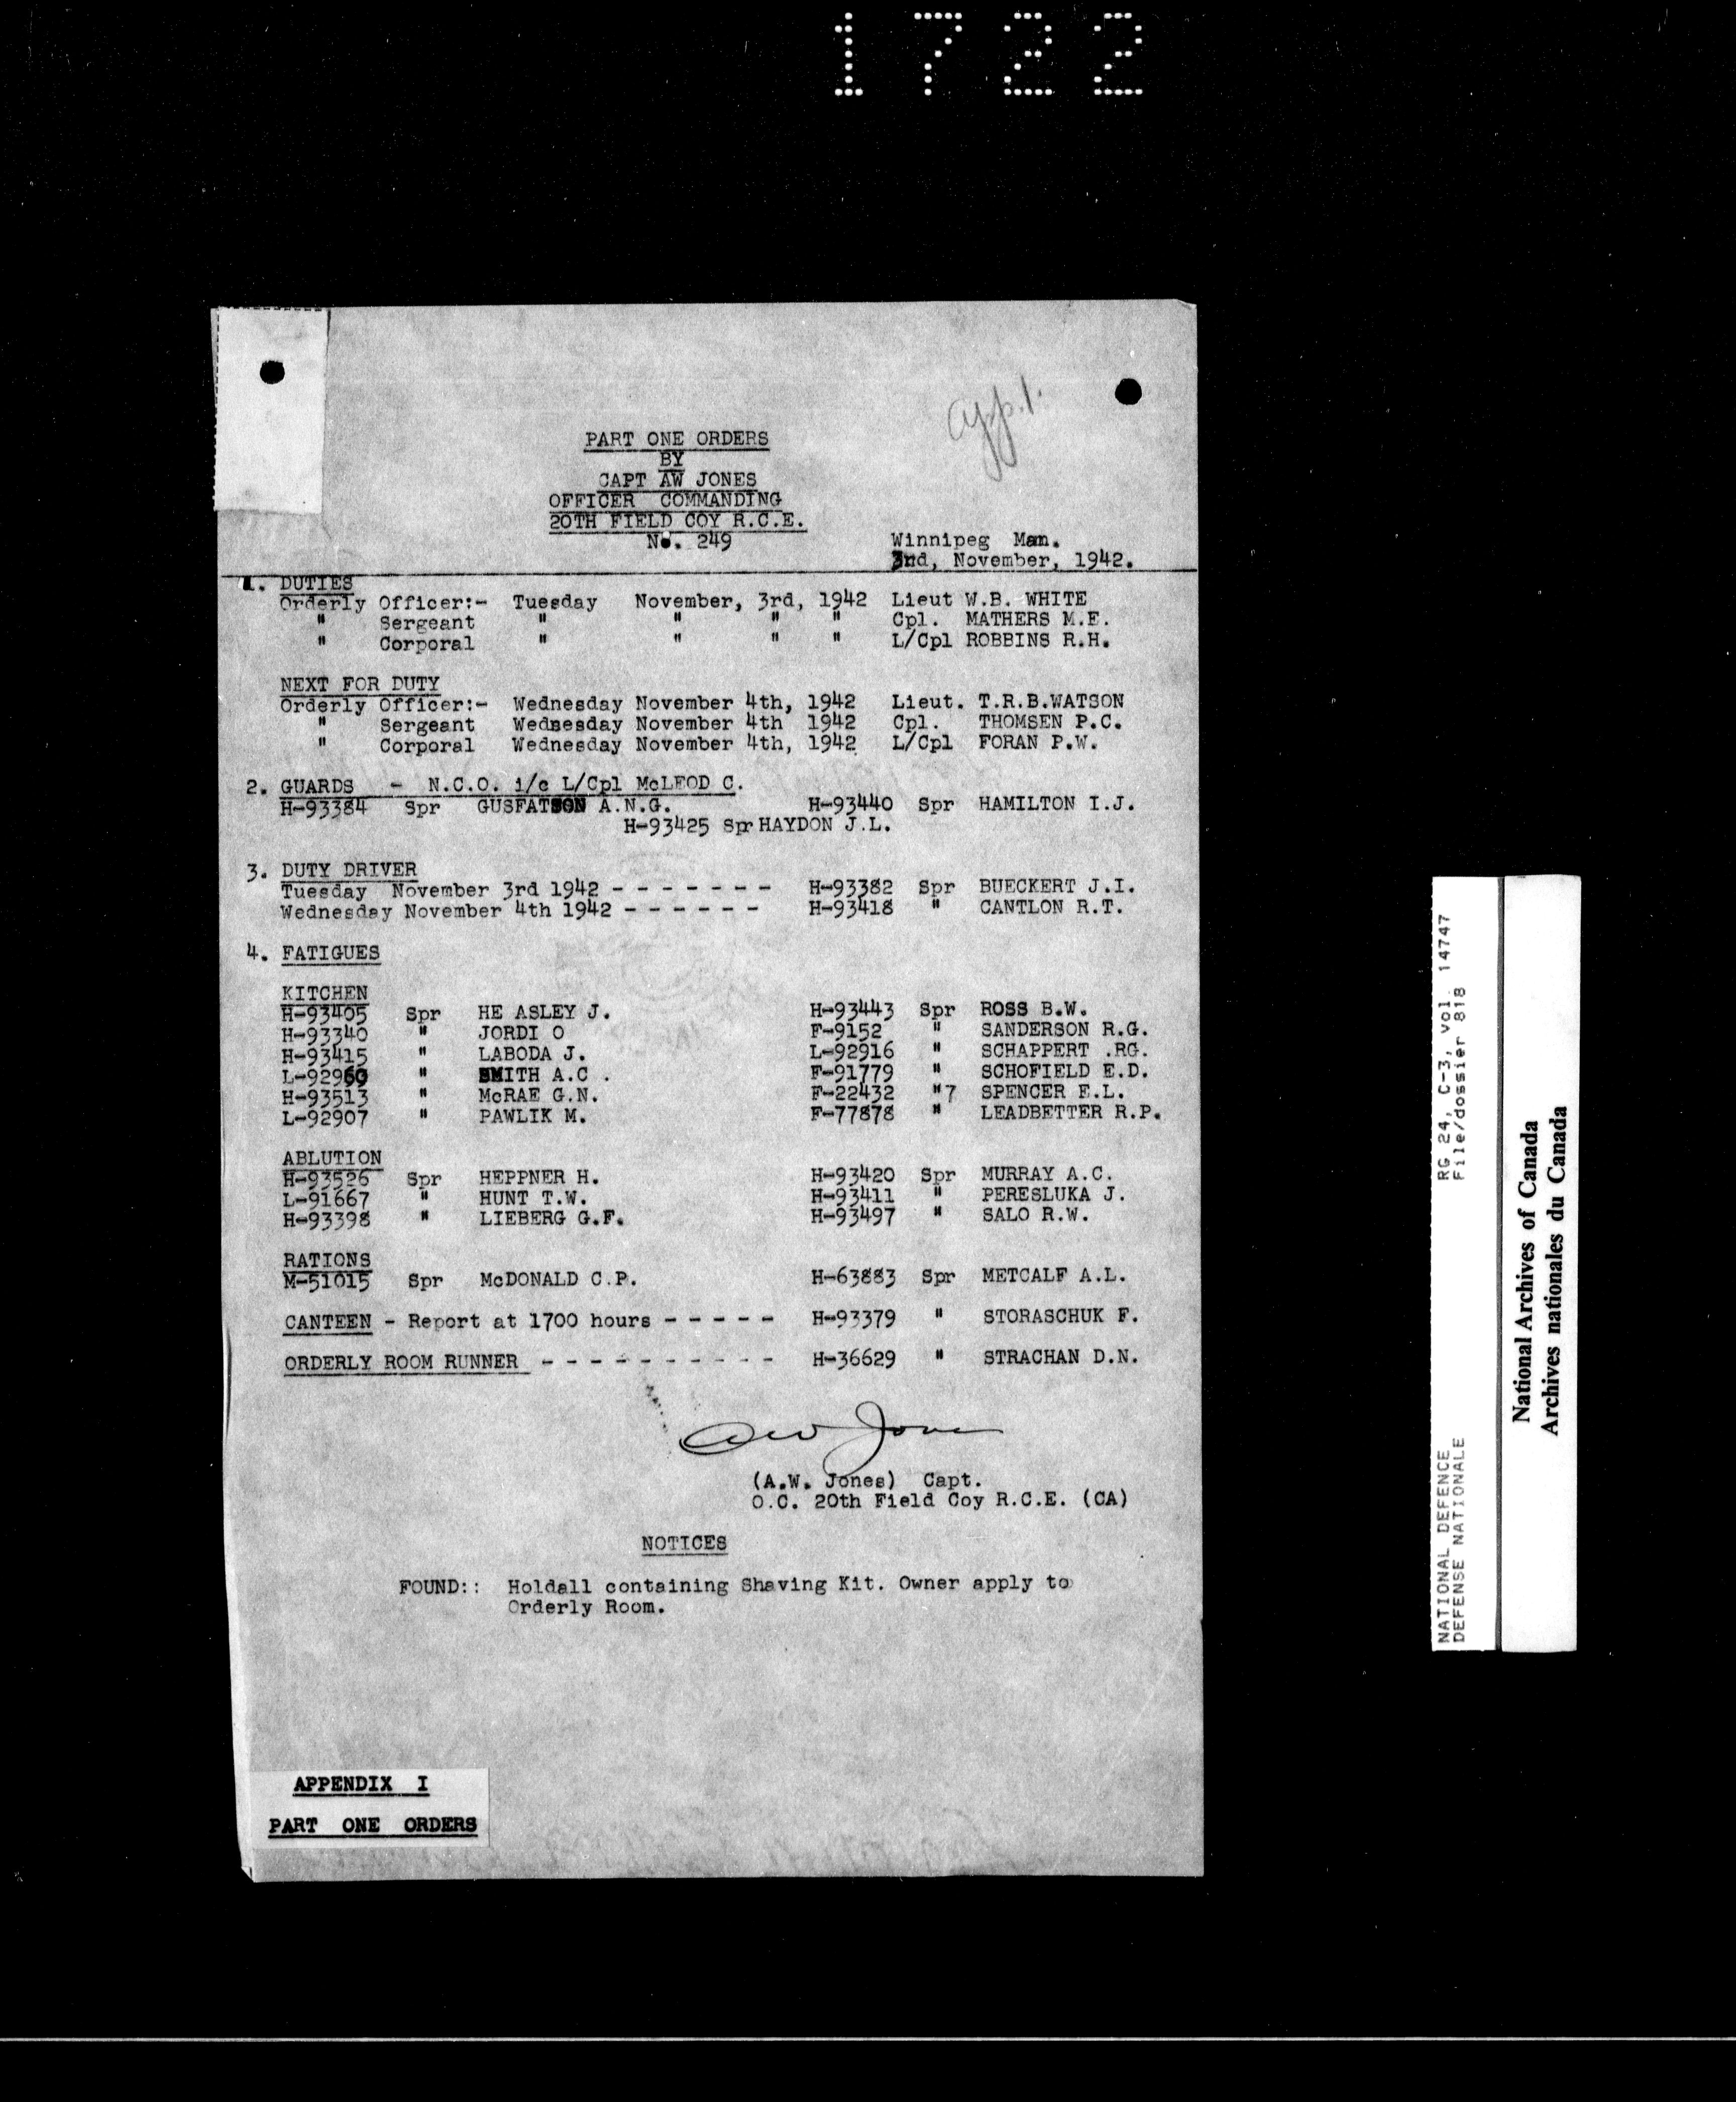 1722
app.1.
PART ONE ORDERS
BY
CAPT AW JONES
OFFICER COMMANDING
20TH FIELD COY R.C.E.
No. 249
Winnipeg Man.
3nd, November, 1942.
1. DUTIES
Orderly Officer:- Tuesday November, 3rd, 1942 Lieut W.B. WHITE
" Sergeant " " " " Cpl. MATHERS M.E.
" Corporal " " " " L/Cpl ROBBINS R.H.
NEXT FOR DUTY
Orderly Officer:- Wednesday November 4th, 1942 Lieut. T.R.B.WATSON
" Sergeant Wednesday November 4th 1942 Cpl. THOMSEN P.C.
" Corporal Wednesday November 4th, 1942 L/Cpl FORAN P.W.
2. GUARDS - N.C.O. i/c L/Cpl McLEOD C.
H-93384 Spr GUSFATSON A.N.G. H-93440 Spr HAMILTON I.J.
H-93425 Spr HAYDON J.L.
3. DUTY DRIVER
Tuesday November 3rd 1942 - - - - - - - H-93382 Spr BUECKERT J.I.
Wednesday November 4th 1942 - - - - - - H-93418 " CANTLON R.T.
4. FATIGUES
KITCHEN
H-93405 Spr HE ASLEY J. H-93443 Spr ROSS B.W.
H-93340 " JORDI O F-9152 " SANDERSON R.G.
H-93415 " LABODA J. L-92916 " SCHAPPERT .RG.
L-92960 " SMITH A.C . F-91779 " SCHOFIELD E.D.
H-93513 " McRAE G.N. F-22432 "7 SPENCER E.L.
L-92907 " PAWLIK M. F-77878 " LEADBETTER R.P.
ABLUTION
H-93526 Spr HEPPNER H. H-93420 Spr MURRAY A.C.
L-91667 " HUNT T.W. H-93411 " PERESLUKA J.
H-93398 " LIEBERG G.F. H-93497 " SALO R.W.
RATIONS
M-51015 Spr McDONALD C.P. H-63883 Spr METCALF A.L.
CANTEEN - Report at 1700 hours - - - - - H-93379 " STORASCHUK F.
ORDERLY ROOM RUNNER - - - - - - - - - - H-36629 " STRACHAN D.N.
AW Jones
(A.W. Jones) Capt.
O.C. 20th Field Coy R.C.E. (CA)
NOTICES
FOUND:: Holdall containing Shaving Kit. Owner apply to
Orderly Room.
APPENDIX I
PART ONE ORDERS
NATIONAL DEFENCE RG 24, C-3, vol. 14747
DEFENSE NATIONALE File/dossier 818
National Archives of Canada
Archives nationales du Canada